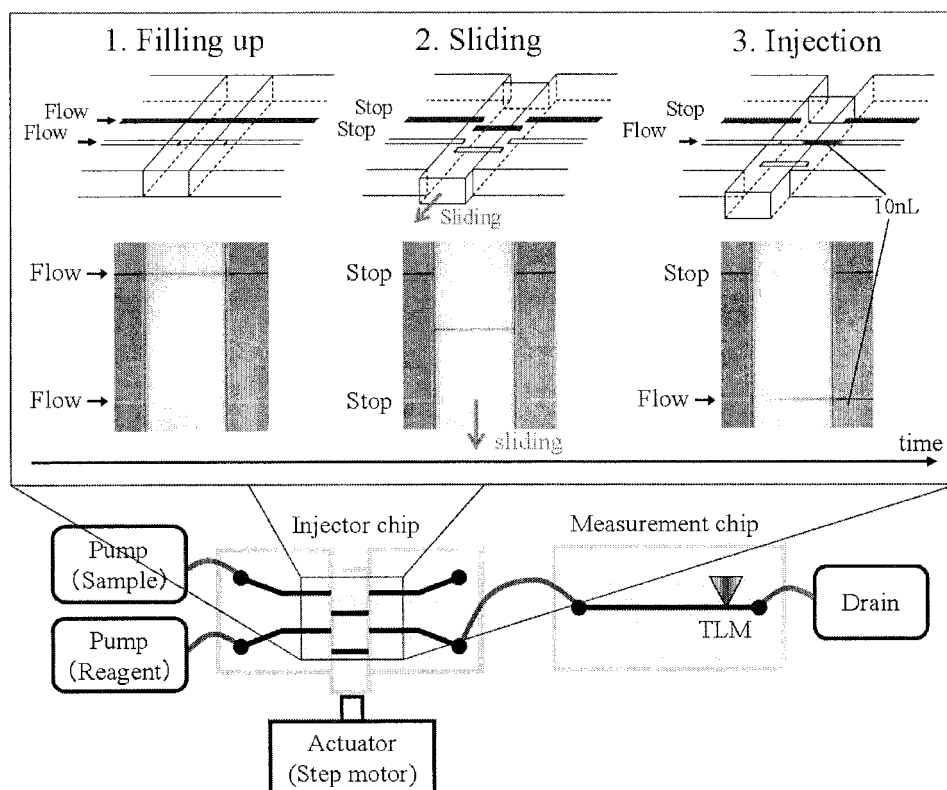 1. Filling up
2. Sliding
3. Injection
Flow
Flow
Stop
Stop
Sliding
Stop
Flow
10nL
Flow
Flow
Stop
Stop
sliding
Stop
Flow
time
Injector chip
Measurement chip
Pump
(Sample)
Pump
(Reagent)
TLM
Drain
Actuator
(Step motor)